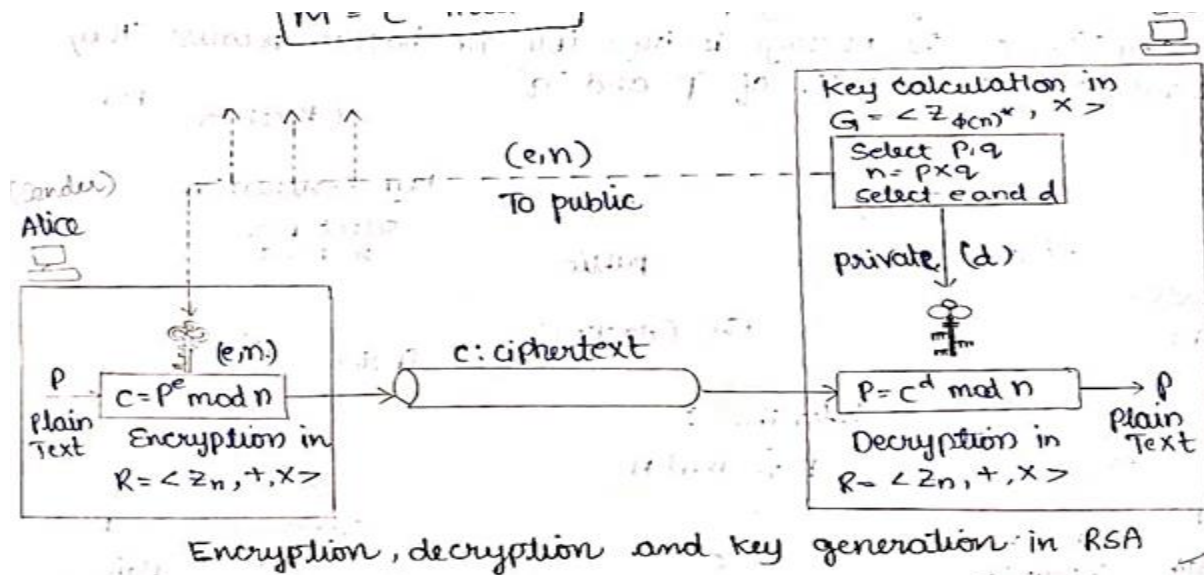 Key calculation in
G = < Z φ(n)*, × >
Select p, q
n = p × q
Select e and d
(e, n)
To public
private (d)
(Sender)
Alice
(e, n)
P
Plain
Text
C = P^e mod n
Encryption in
R = < Zn, +, × >
c: ciphertext
P = C^d mod n
Decryption in
R = < Zn, +, × >
P
Plain
Text
Encryption, decryption and key generation in RSA